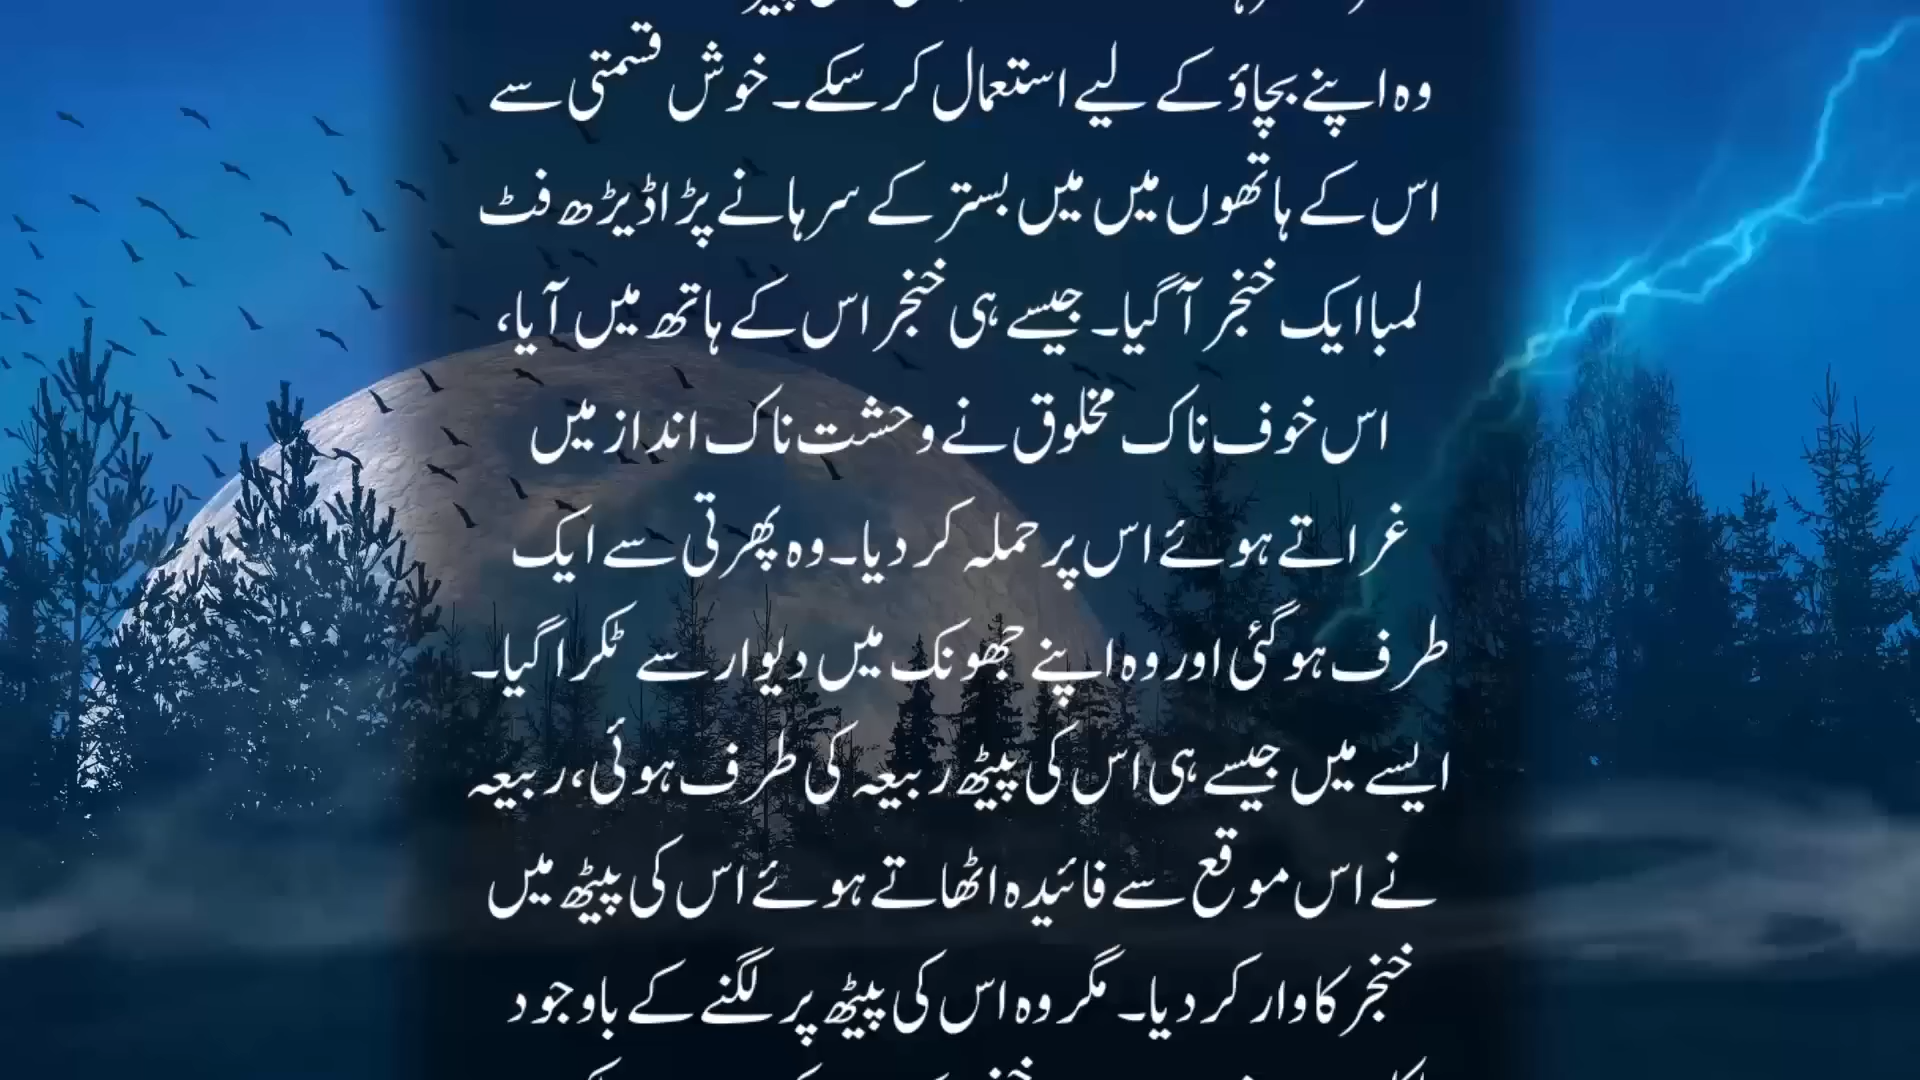 وہ اپنے بچاؤ کے لیے استعمال کر سکے۔ خوش قسمتی سے
اس کے ہاتھوں میں میں بستر کے سرہانے پڑا ڈیڑھ فٹ
لمبا ایک خنجر آ گیا۔ جیسے ہی خنجر اس کے ہاتھ میں آیا،
اس خوف ناک مخلوق نے وحشت ناک انداز میں
غراتے ہوئے اس پر حملہ کر دیا۔ وہ پھرتی سے ایک
طرف ہو گئی اور وہ اپنے جھونک میں دیوار سے ٹکرا گیا۔
ایسے میں جیسے ہی اس کی پیٹھ ربیعہ کی طرف ہوئی، ربیعہ
نے اس موقع سے فائیدہ اٹھاتے ہوئے اس کی پیٹھ میں
خنجر کا وار کر دیا۔ مگر وہ اس کی پیٹھ پر لگنے کے باوجود